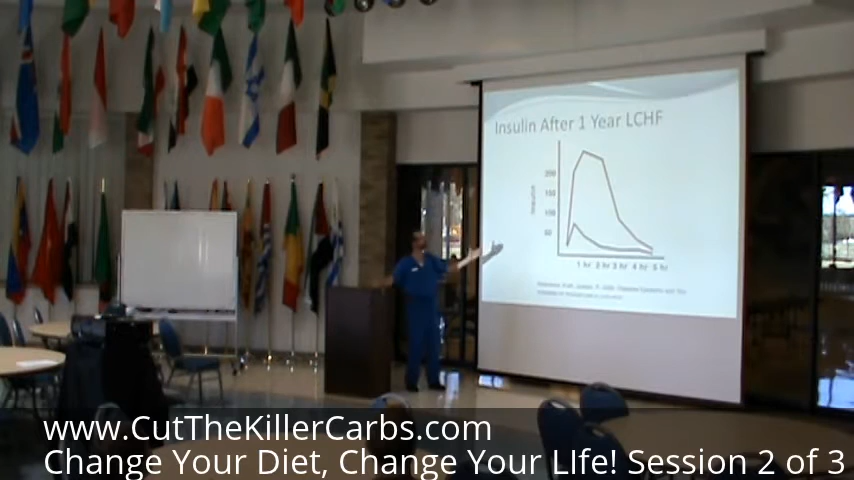 Insulin After 1 Year LCHF
200
150
100
50
1 hr 2 hr 3 hr 4 hr 5 hr
www.CutTheKillerCarbs.com
Change Your Diet, Change Your LIfe! Session 2 of 3